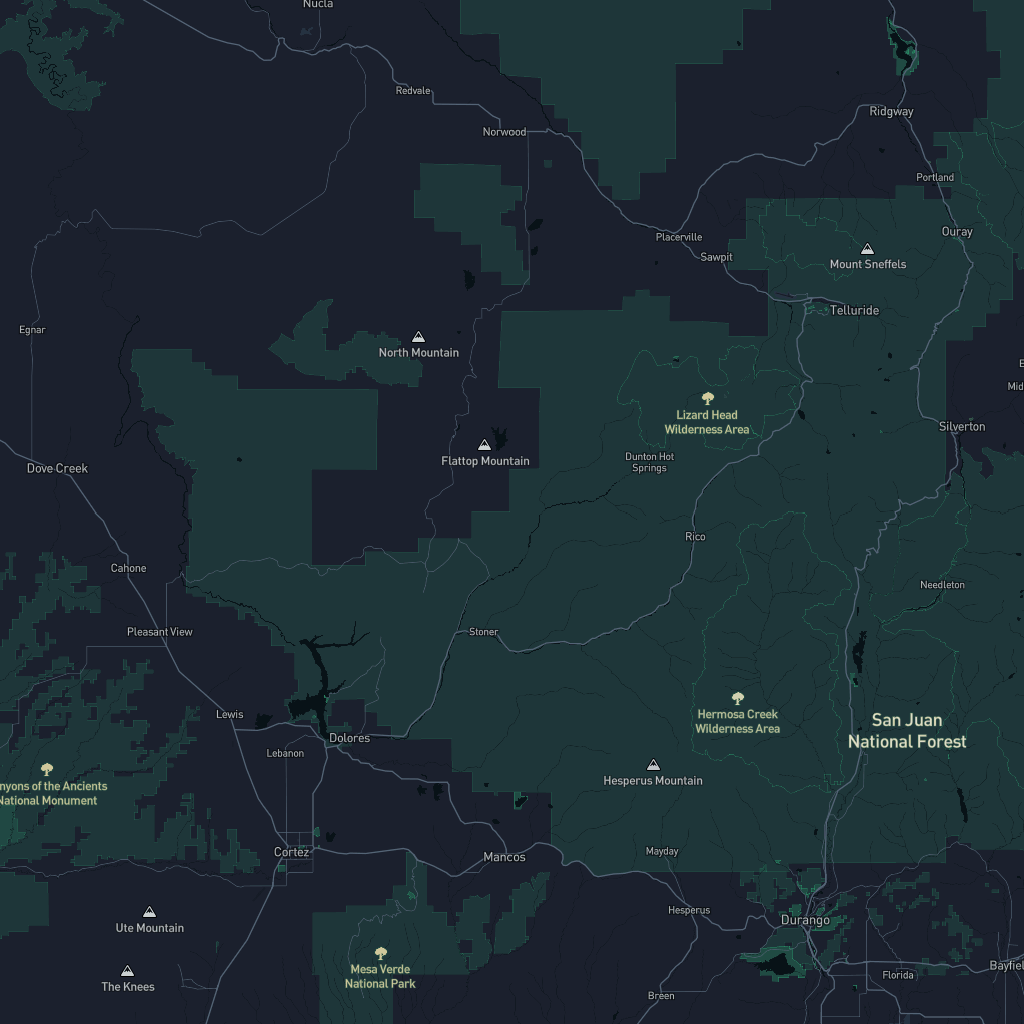 Nucla
Redvale
Norwood
Ridgway
Portland
Ouray
Placerville
Sawpit
Mount Sneffels
Telluride
Egnar
North Mountain
Lizard Head
Wilderness Area
Silverton
Dove Creek
Flattop Mountain
Dunton Hot
Springs
Rico
Cahone
Needleton
Pleasant View
Stoner
Lewis
Hermosa Creek
Wilderness Area
San Juan
National Forest
Dolores
Lebanon
nyons of the Ancients
National Monument
Hesperus Mountain
Cortez
Mancos
Mayday
Ute Mountain
Hesperus
Durango
Mesa Verde
National Park
The Knees
Florida
Bayfiel
Breen